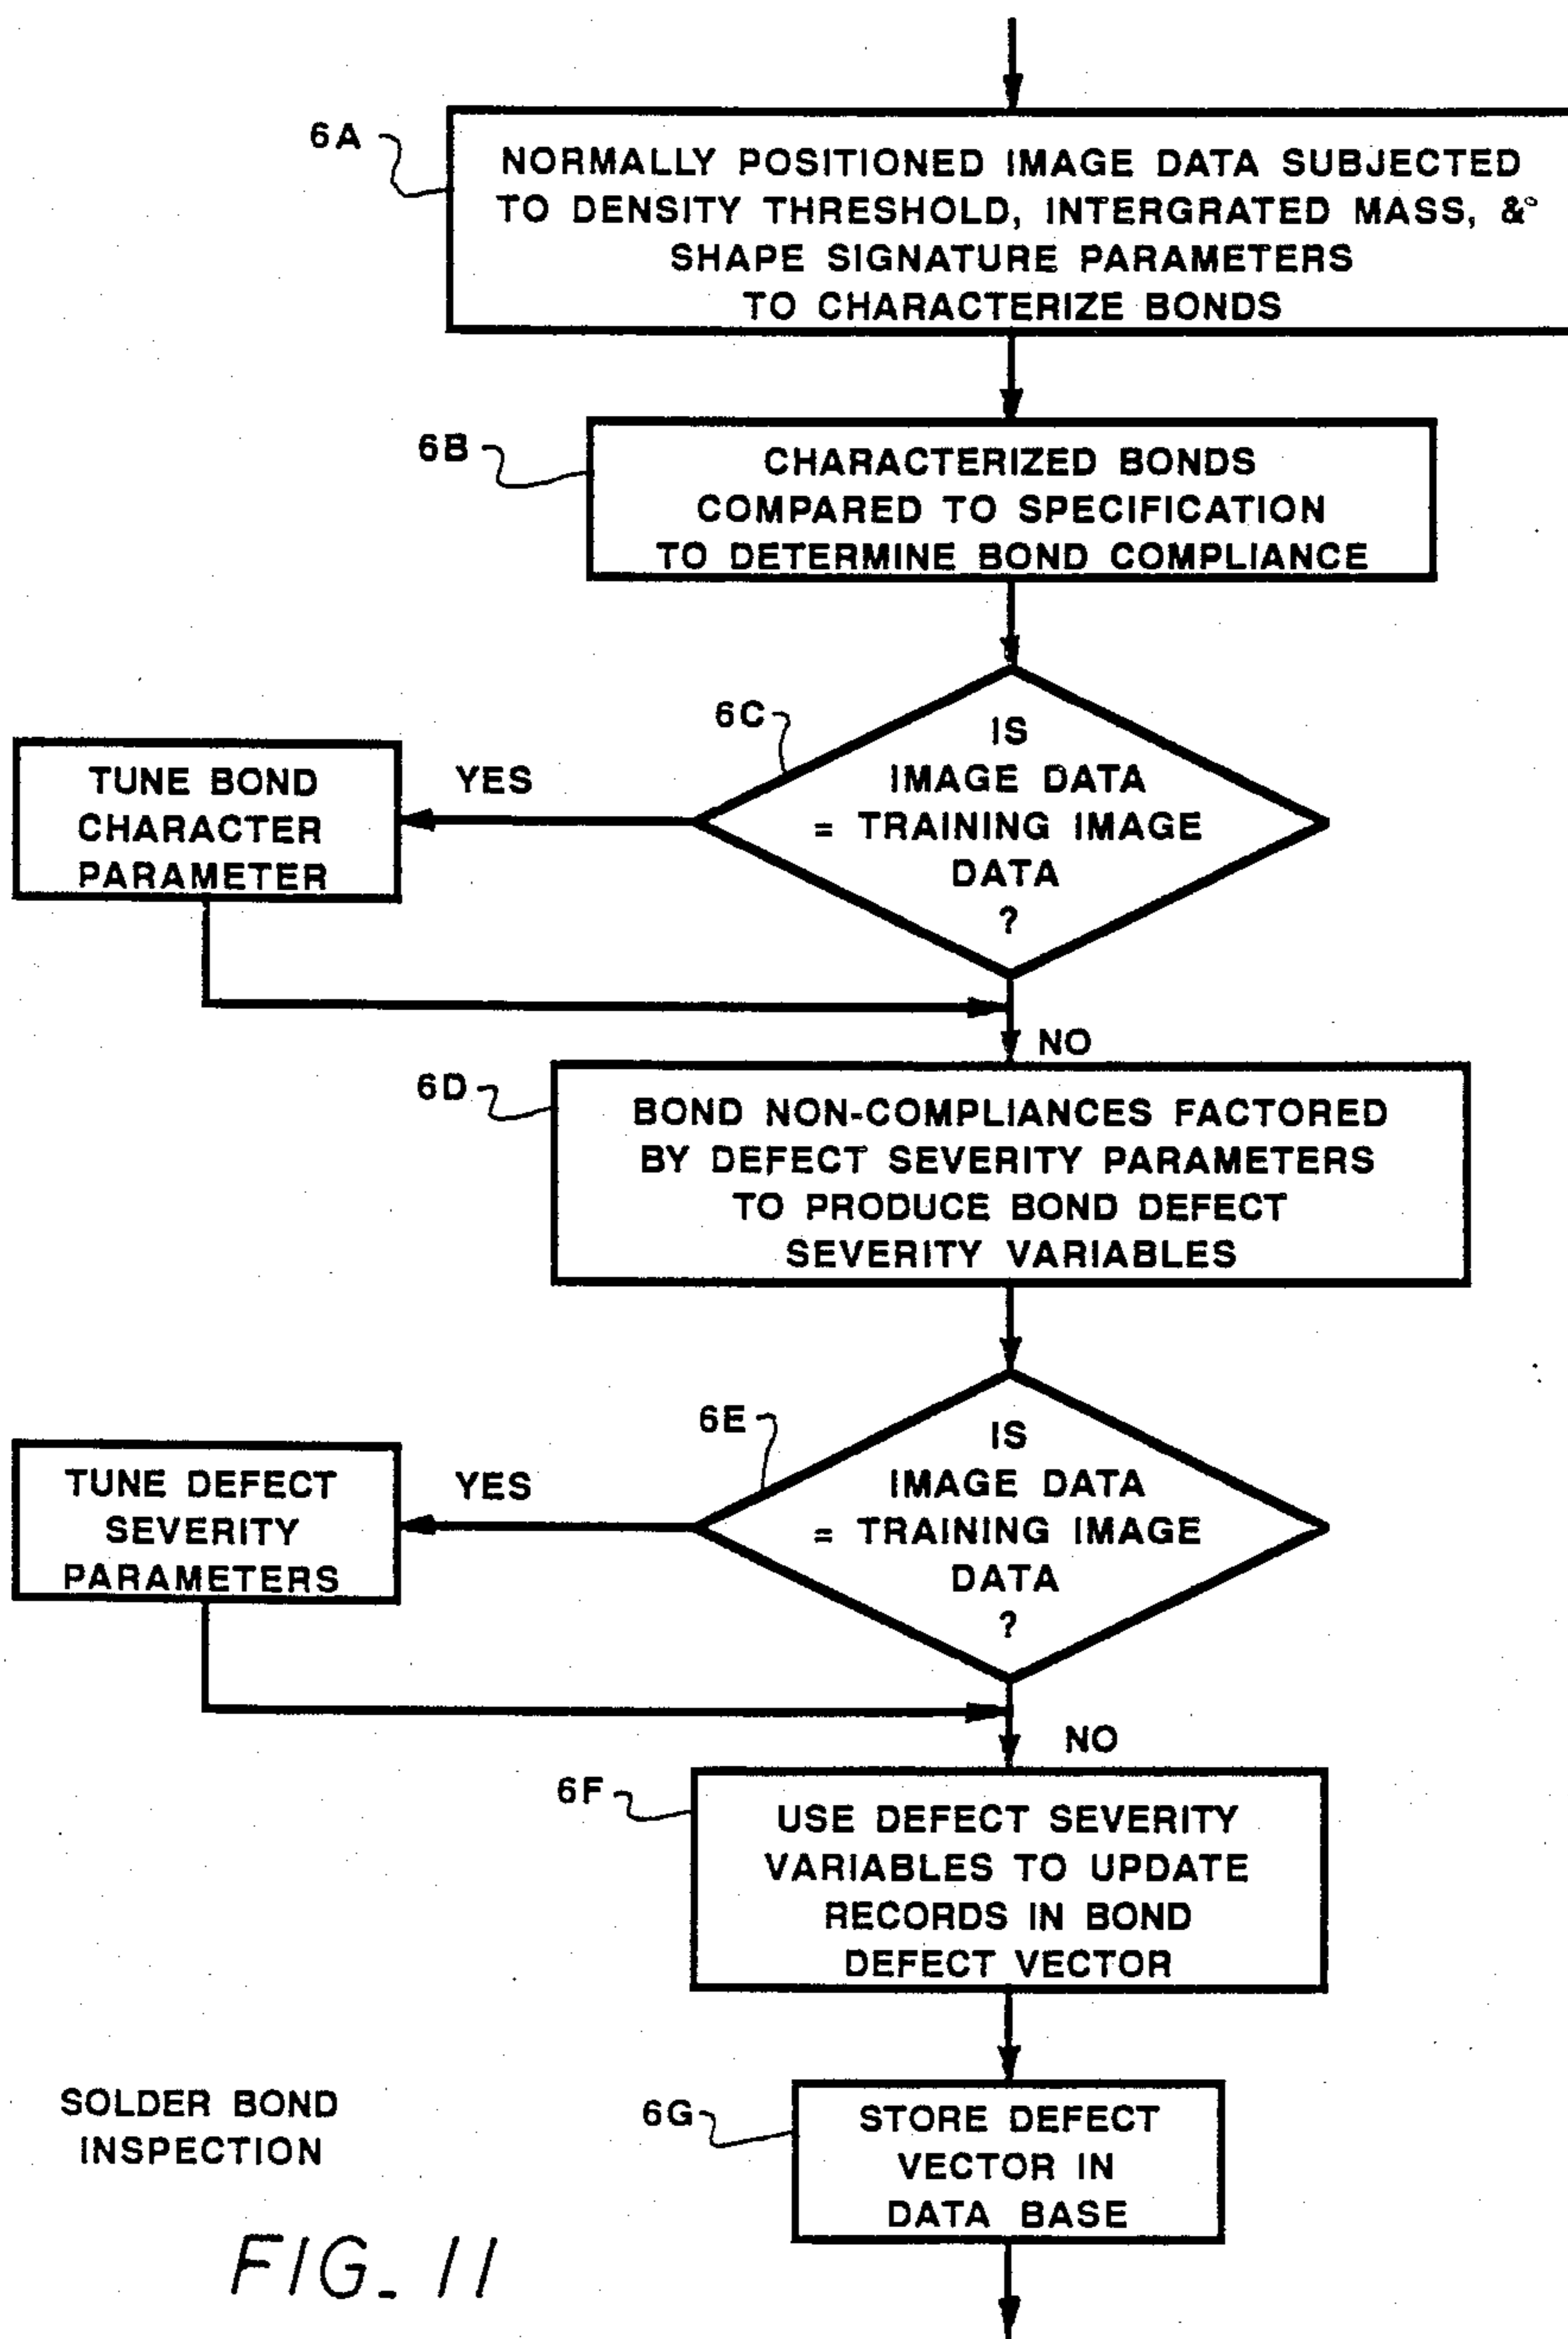 6A
NORMALLY POSITIONED IMAGE DATA SUBJECTED
TO DENSITY THRESHOLD, INTERGRATED MASS, &
SHAPE SIGNATURE PARAMETERS
TO CHARACTERIZE BONDS
6B
CHARACTERIZED BONDS
COMPARED TO SPECIFICATION
TO DETERMINE BOND COMPLIANCE
6C
IS
IMAGE DATA
= TRAINING IMAGE
DATA
?
YES
TUNE BOND
CHARACTER
PARAMETER
NO
6D
BOND NON-COMPLIANCES FACTORED
BY DEFECT SEVERITY PARAMETERS
TO PRODUCE BOND DEFECT
SEVERITY VARIABLES
6E
IS
IMAGE DATA
= TRAINING IMAGE
DATA
?
YES
TUNE DEFECT
SEVERITY
PARAMETERS
NO
6F
USE DEFECT SEVERITY
VARIABLES TO UPDATE
RECORDS IN BOND
DEFECT VECTOR
6G
STORE DEFECT
VECTOR IN
DATA BASE
SOLDER BOND
INSPECTION
FIG_ 11